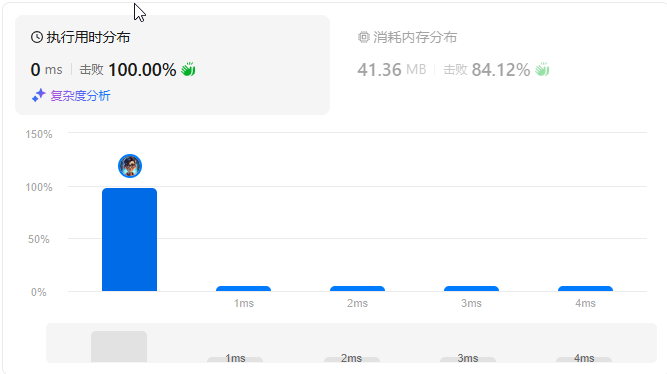 执行用时分布
0 ms 击败 100.00%
复杂度分析
消耗内存分布
41.36 MB 击败 84.12%
150%
100%
50%
0%
1ms 2ms 3ms 4ms
1ms 2ms 3ms 4ms